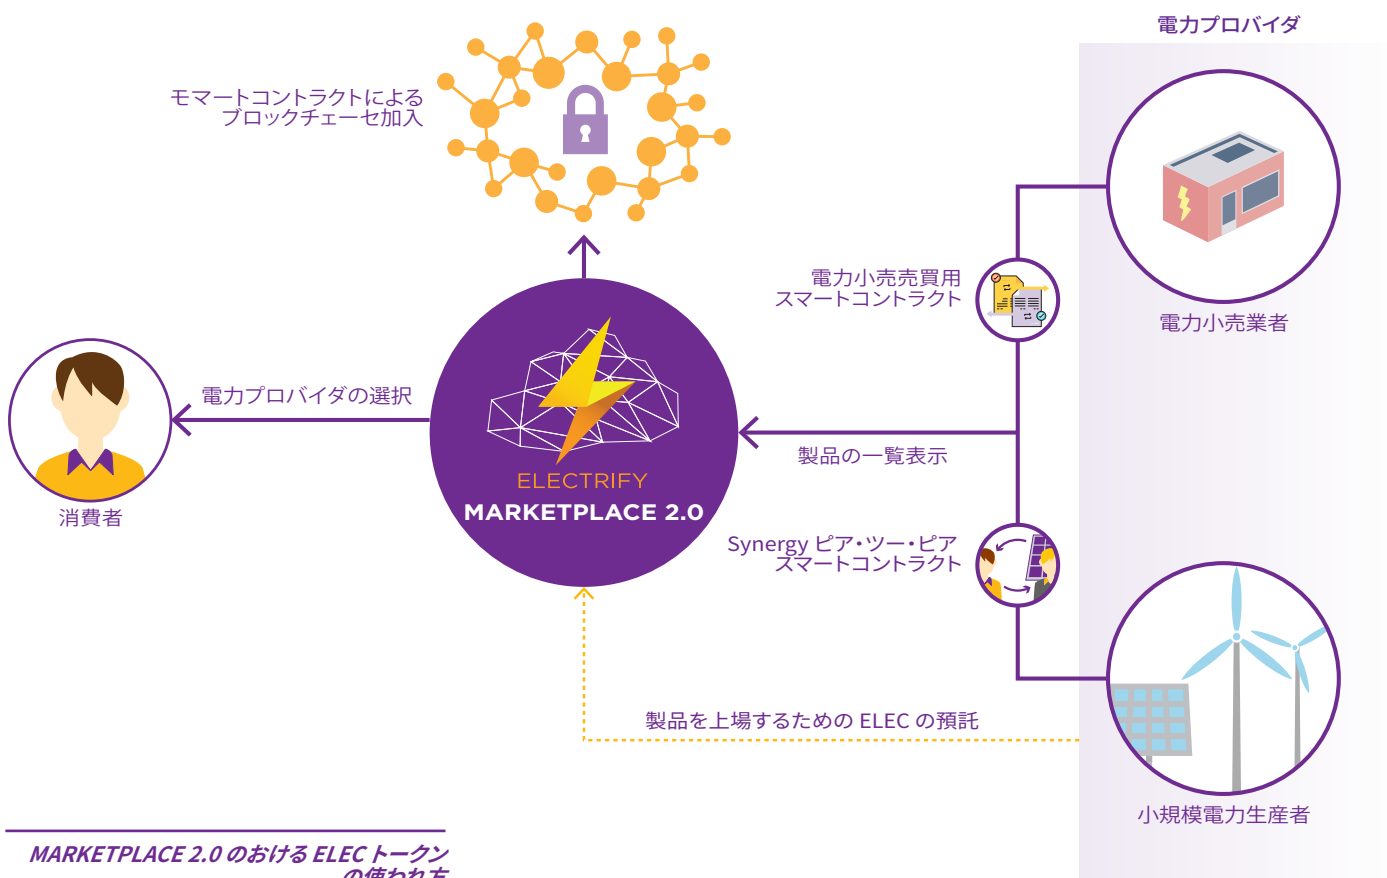 電力プロバイダ
モマートコントラクトによる
ブロックチェーセ加入
電力小売売買用
スマートコントラクト
電力小売業者
電力プロバイダの選択
製品の一覧表示
消費者
ELECTRIFY
MARKETPLACE 2.0
Synergy ピア・ツー・ピア
スマートコントラクト
製品を上場するための ELEC の預託
小規模電力生産者
MARKETPLACE 2.0 のおける ELEC トークン
の使われ方